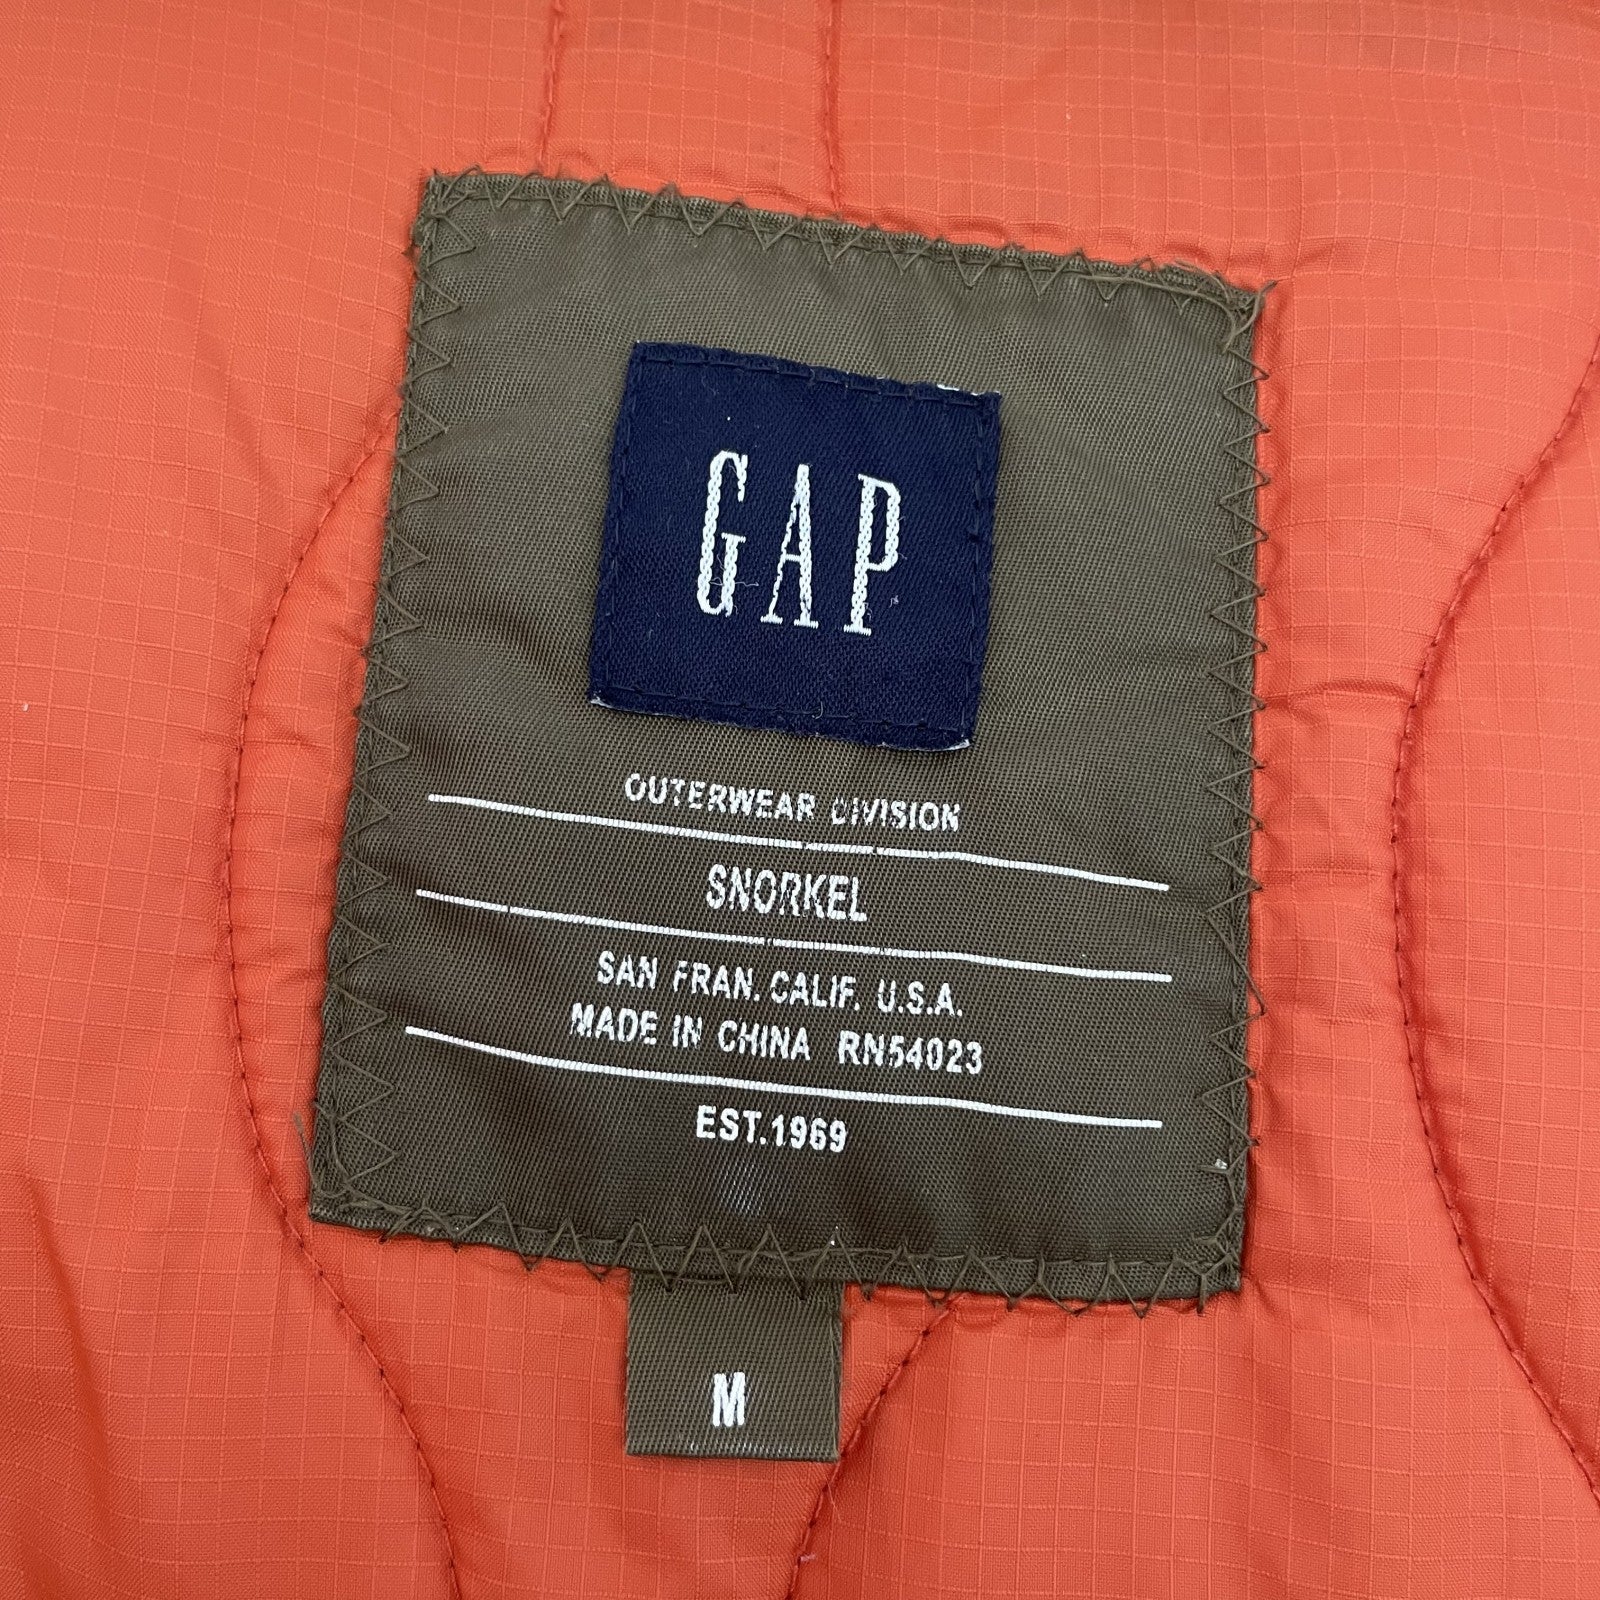 GAP
OUTERWEAR DIVISION
SNORKEL
SAN FRAN. CALIF. U.S.A.
MADE IN CHINA RN54023
EST.1969
M